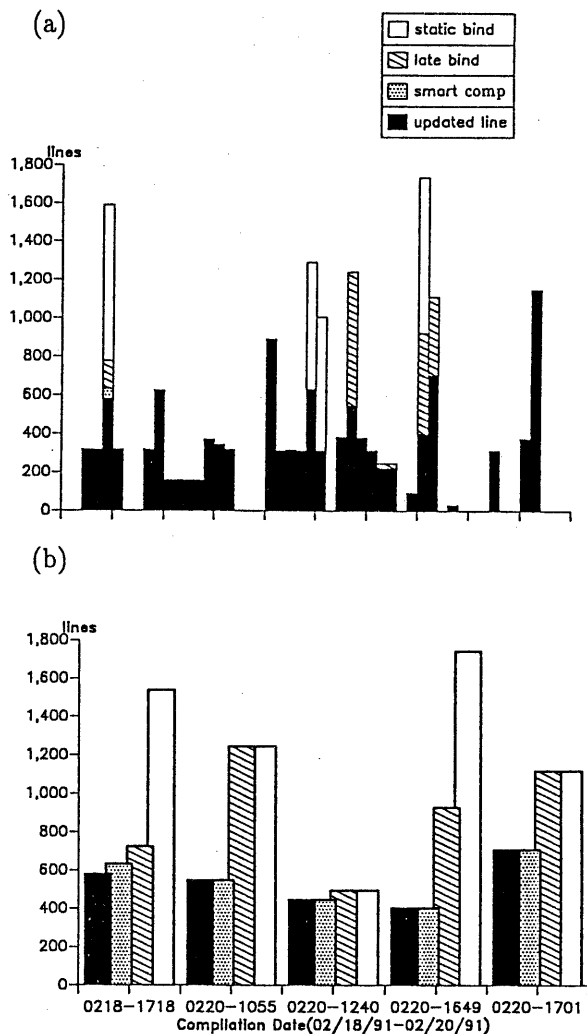 (a)
static bind
late bind
smart comp
updated line
lines
1,800
1,600
1,400
1,200
1,000
800
600
400
200
0
(b)
lines
1,800
1,600
1,400
1,200
1,000
800
600
400
200
0
0218-1718 0220-1055 0220-1240 0220-1649 0220-1701
Compilation Date(02/18/91-02/20/91)